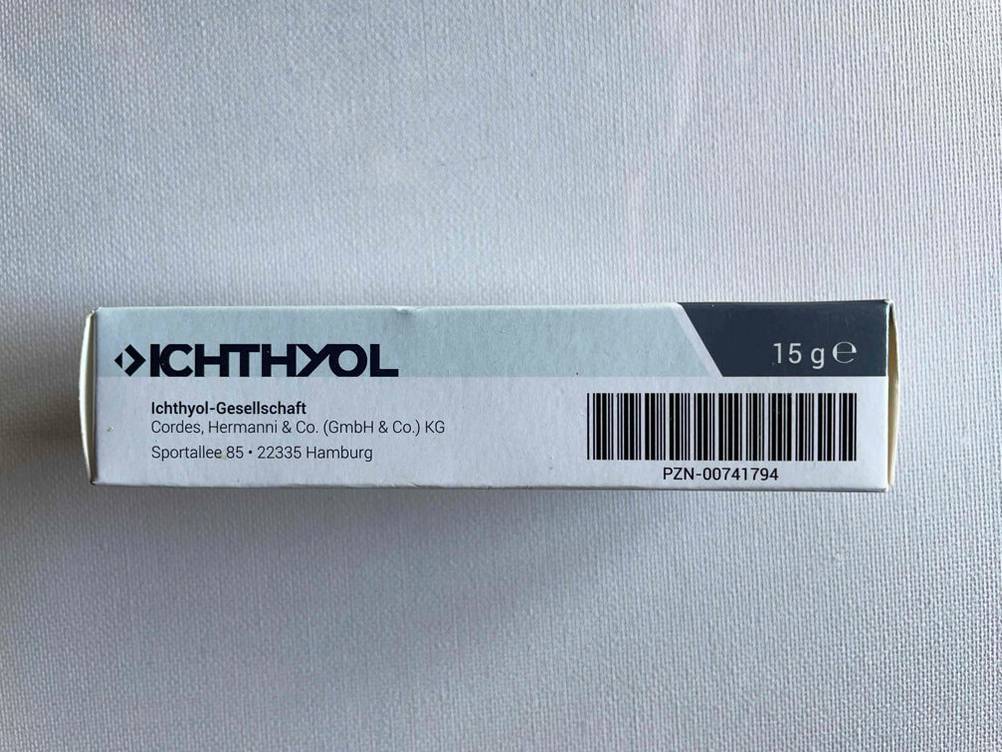 ICHTHYOL
15 g ℮
Ichthyol-Gesellschaft
Cordes, Hermanni & Co. (GmbH & Co.) KG
Sportallee 85 • 22335 Hamburg
PZN-00741794